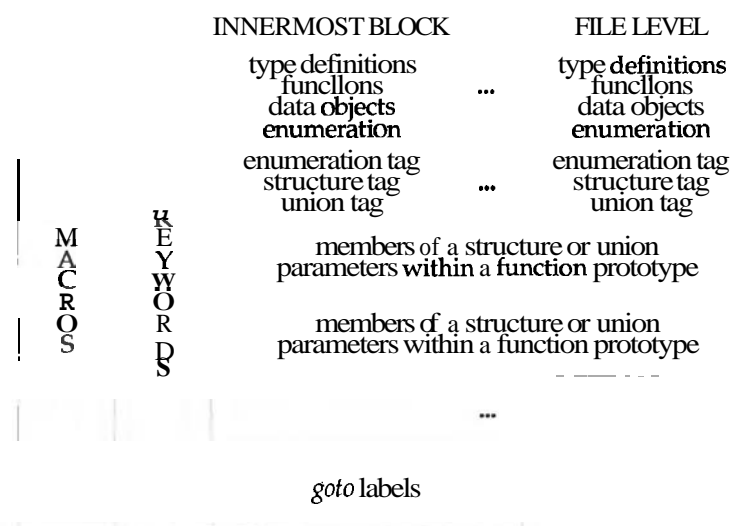 INNERMOST BLOCK FILE LEVEL
type definitions type definitions
funcllons ... funcllons
data objects data objects
enumeration enumeration
enumeration tag enumeration tag
structure tag ... structure tag
union tag union tag
MACROS
KEYWORDS
members of a structure or union
parameters within a function prototype
members of a structure or union
parameters within a function prototype
...
goto labels